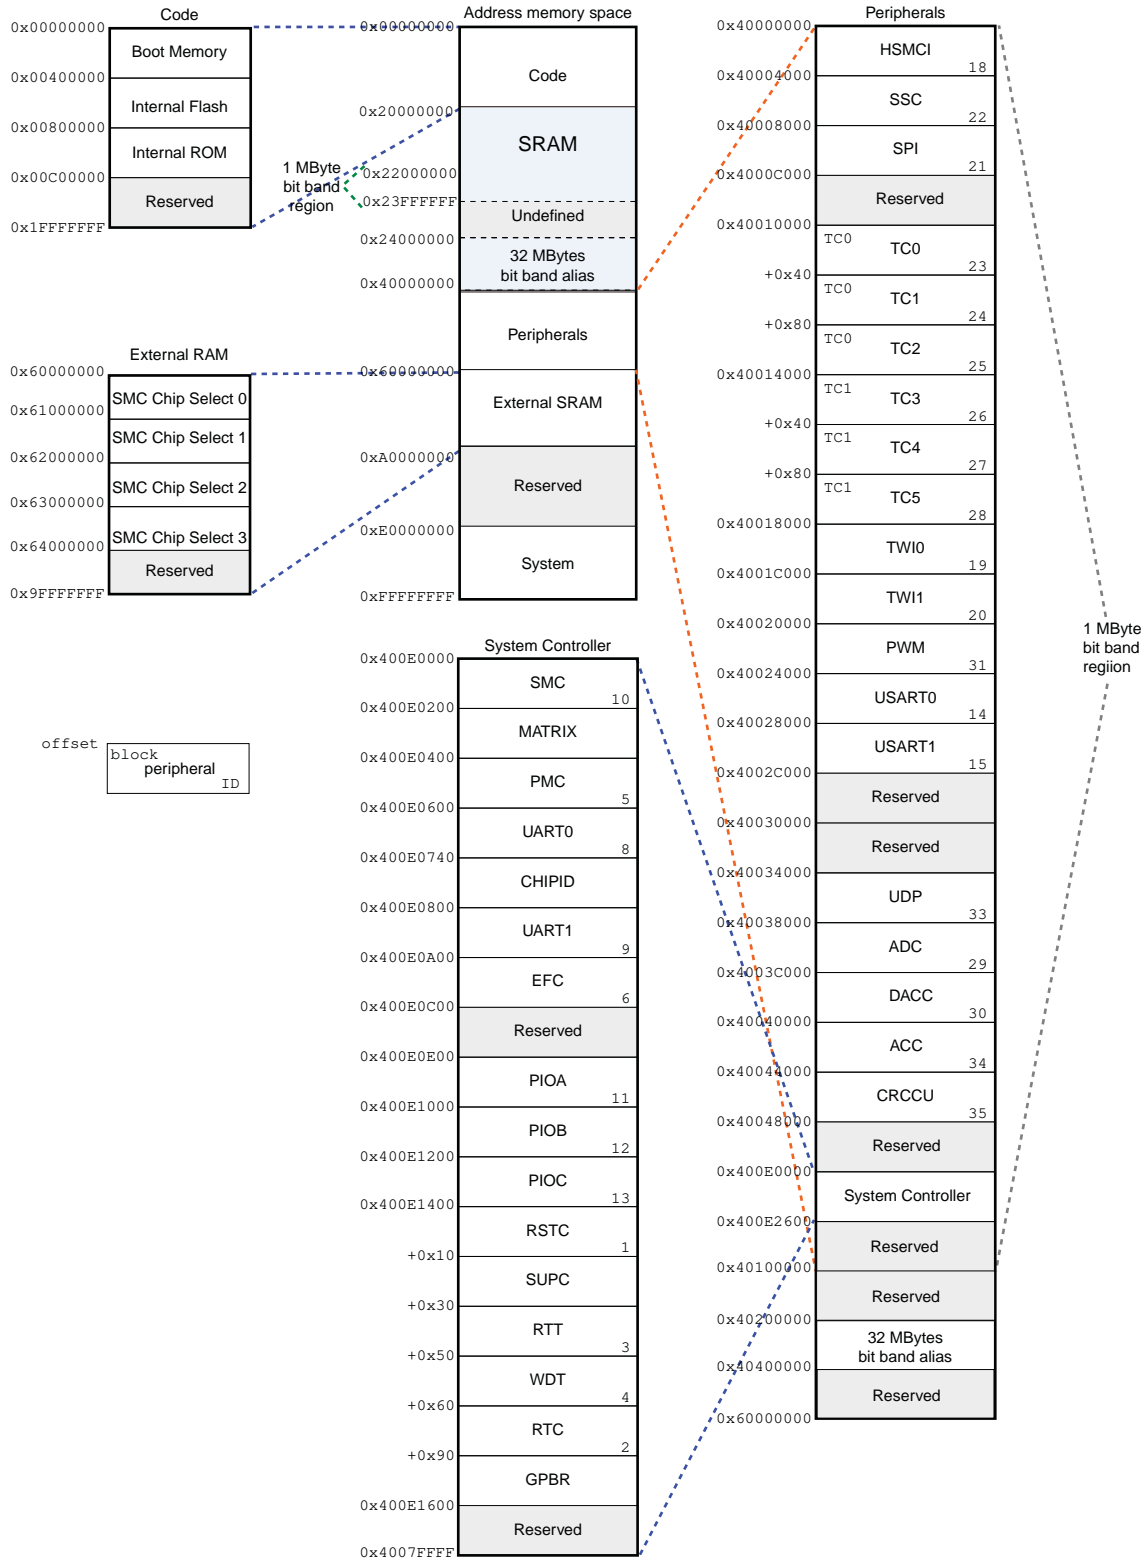 Code
0x00000000
Boot Memory
0x00400000
Internal Flash
0x00800000
Internal ROM
0x00C00000
Reserved
0x1FFFFFFF
Address memory space
0x00000000
Code
0x20000000
SRAM
1 MByte
bit band
region
0x22000000
0x23FFFFFF
Undefined
0x24000000
32 MBytes
bit band alias
0x40000000
Peripherals
0x60000000
External SRAM
0xA0000000
Reserved
0xE0000000
System
0xFFFFFFFF
External RAM
0x60000000
SMC Chip Select 0
0x61000000
SMC Chip Select 1
0x62000000
SMC Chip Select 2
0x63000000
SMC Chip Select 3
0x64000000
Reserved
0x9FFFFFFF
offset
block
peripheral
ID
System Controller
0x400E0000
SMC
10
0x400E0200
MATRIX
0x400E0400
PMC
5
0x400E0600
UART0
8
0x400E0740
CHIPID
0x400E0800
UART1
9
0x400E0A00
EFC
6
0x400E0C00
Reserved
0x400E0E00
PIOA
11
0x400E1000
PIOB
12
0x400E1200
PIOC
13
0x400E1400
RSTC
1
+0x10
SUPC
+0x30
RTT
3
+0x50
WDT
4
+0x60
RTC
2
+0x90
GPBR
0x400E1600
Reserved
0x4007FFFF
Peripherals
0x40000000
HSMCI
18
0x40004000
SSC
22
0x40008000
SPI
21
0x4000C000
Reserved
0x40010000
TC0
TC0
23
+0x40
TC0
TC1
24
+0x80
TC0
TC2
25
0x40014000
TC1
TC3
26
+0x40
TC1
TC4
27
+0x80
TC1
TC5
28
0x40018000
TWI0
19
0x4001C000
TWI1
20
0x40020000
PWM
31
0x40024000
USART0
14
0x40028000
USART1
15
0x4002C000
Reserved
0x40030000
Reserved
0x40034000
UDP
33
0x40038000
ADC
29
0x4003C000
DACC
30
0x40040000
ACC
34
0x40044000
CRCCU
35
0x40048000
Reserved
0x400E0000
System Controller
0x400E2600
Reserved
0x40100000
Reserved
0x40200000
32 MBytes
bit band alias
0x40400000
Reserved
0x60000000
1 MByte
bit band
regiion